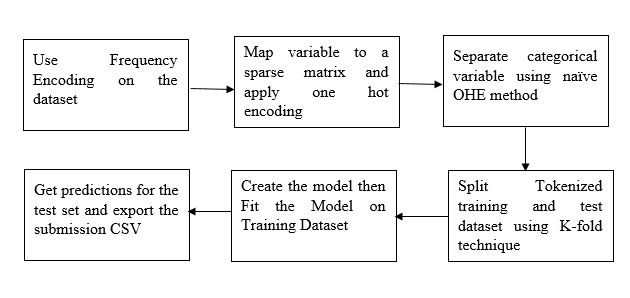 Use Frequency
Encoding on the
dataset
Map variable to a
sparse matrix and
apply one hot
encoding
Separate categorical
variable using naïve
OHE method
Split Tokenized
training and test
dataset using K-fold
technique
Create the model then
Fit the Model on
Training Dataset
Get predictions for the
test set and export the
submission CSV